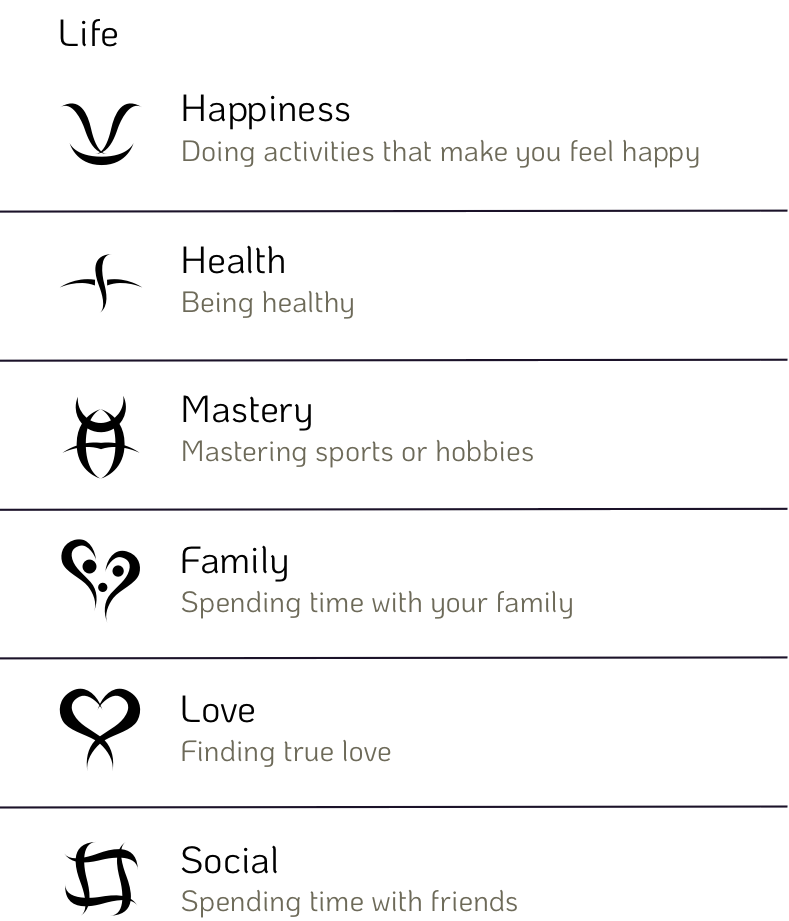 Life
Happiness
Doing activities that make you feel happy
Health
Being healthy
Mastery
Mastering sports or hobbies
Family
Spending time with your family
Love
Finding true love
Social
Spending time with friends